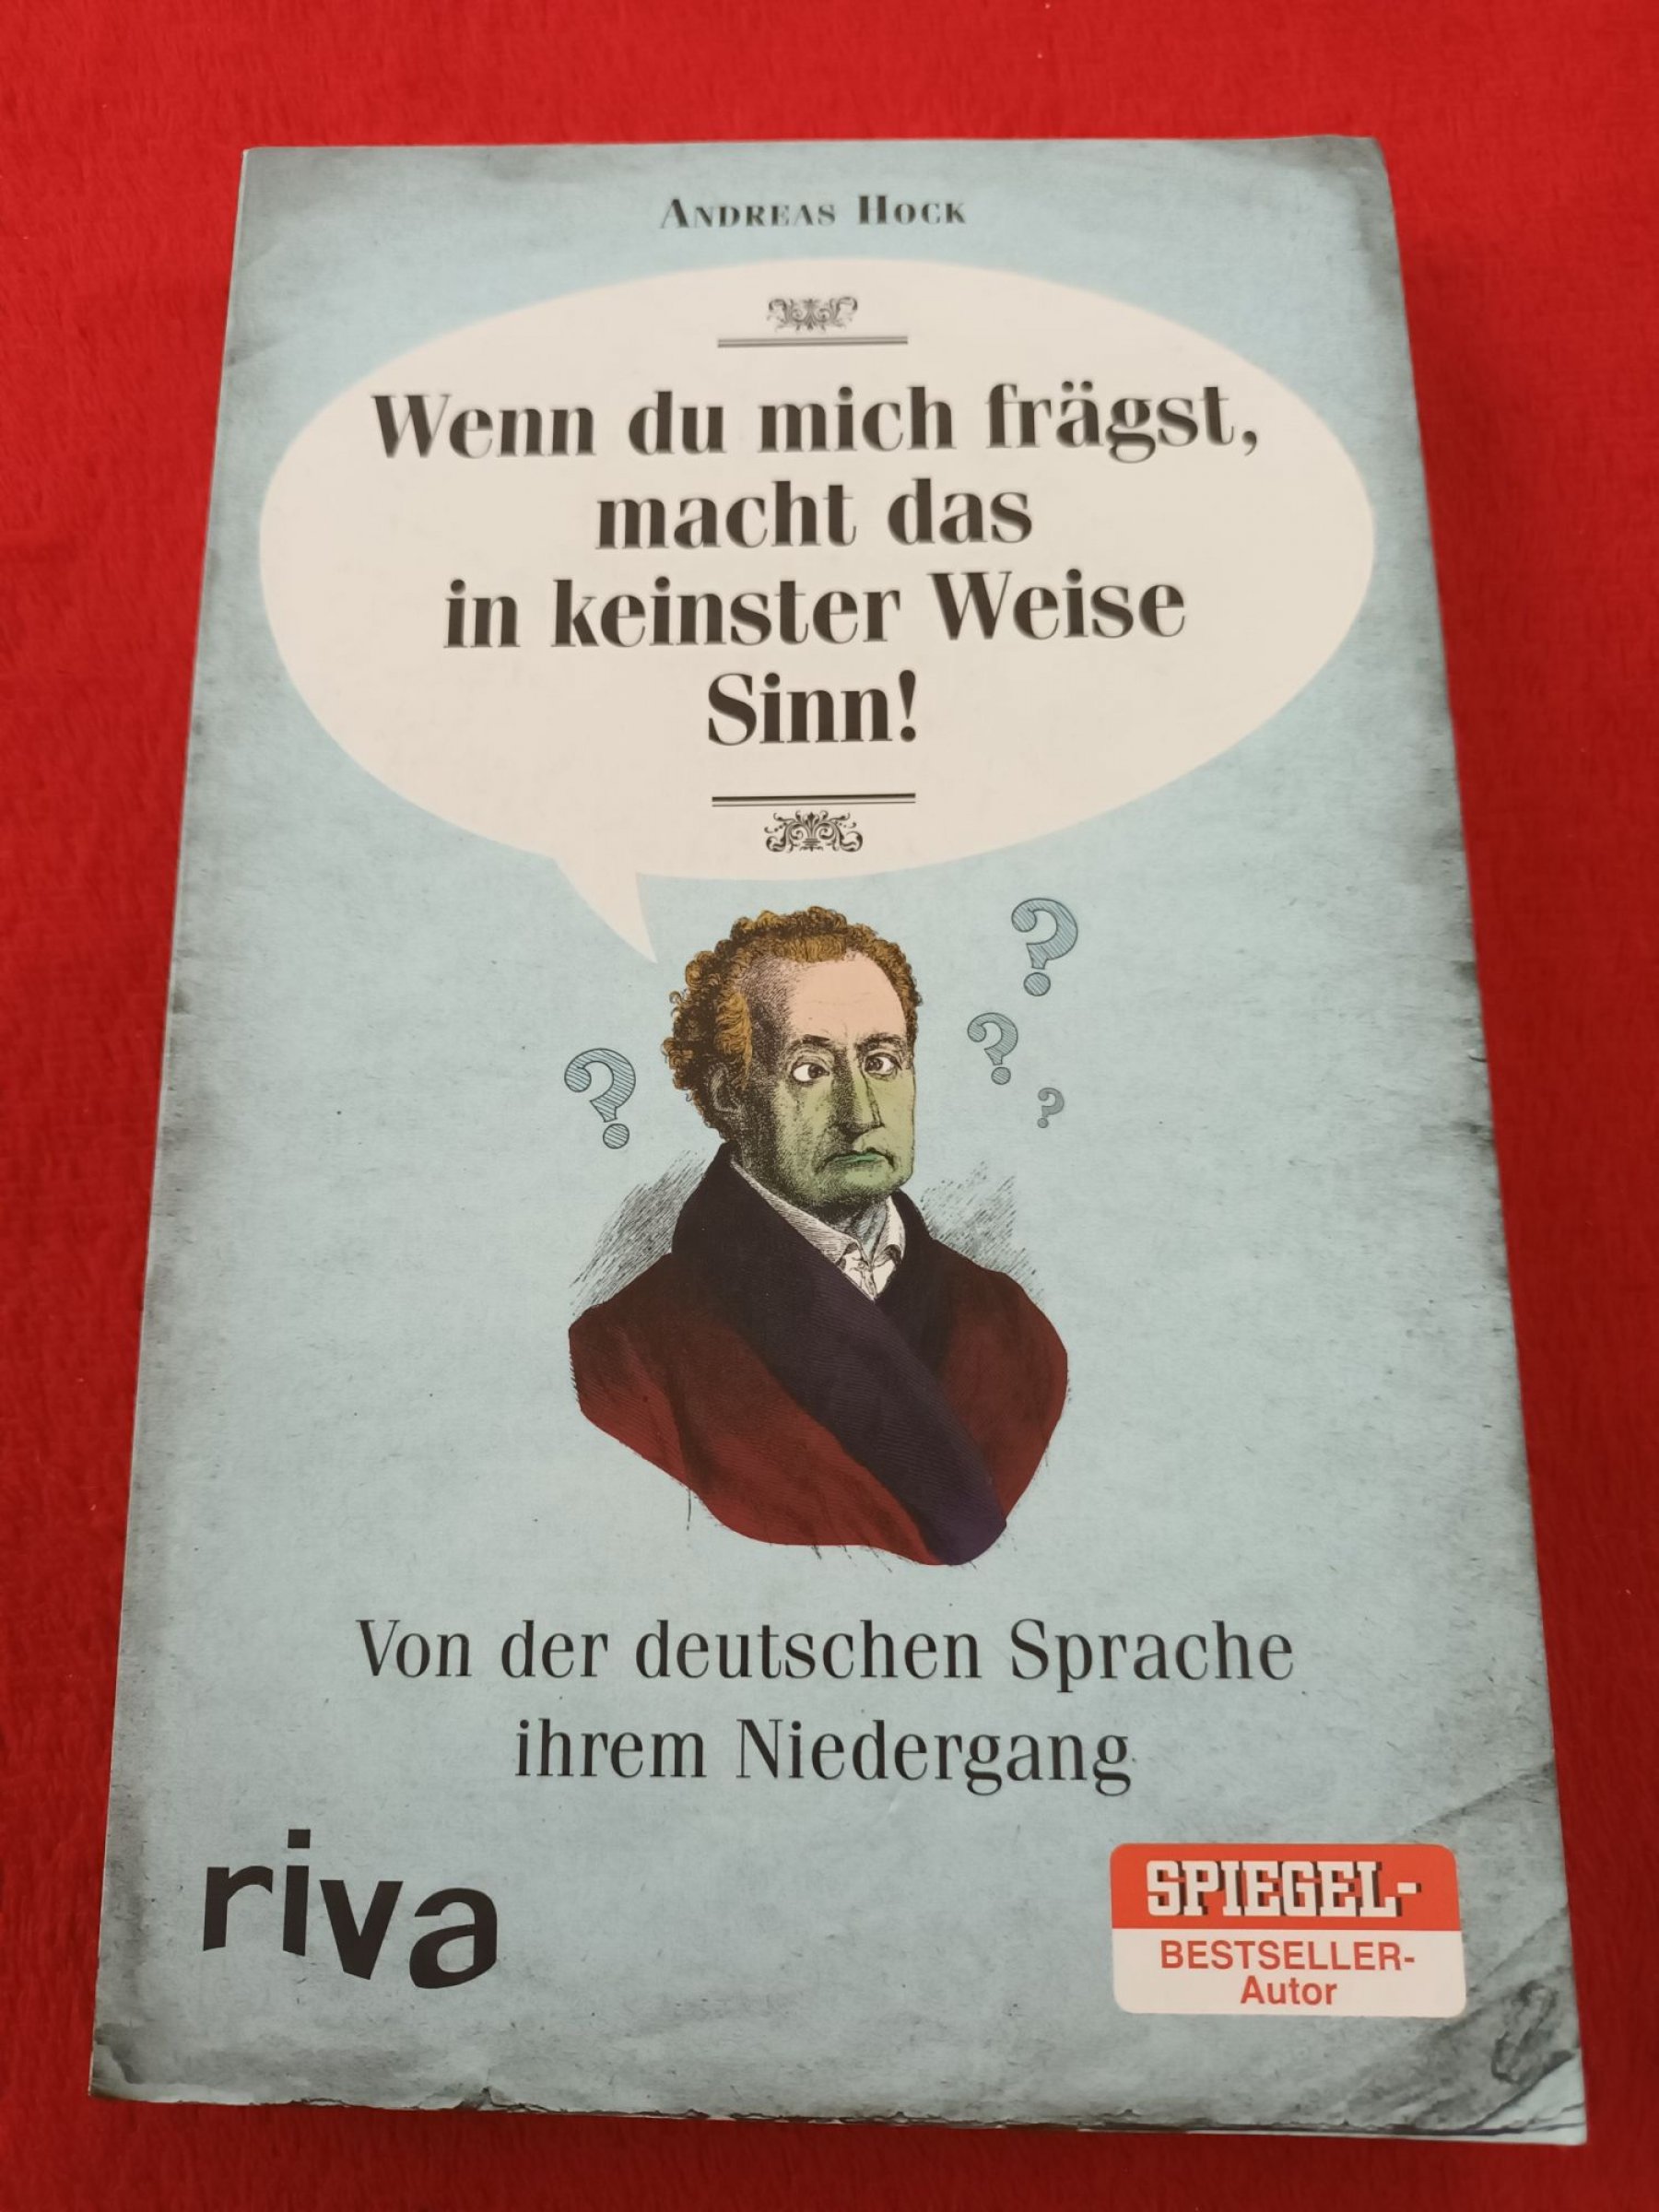 ANDREAS HOCK
Wenn du mich frägst,
macht das
in keinster Weise
Sinn!
?
?
?
?
Von der deutschen Sprache
ihrem Niedergang
riva
SPIEGEL-
BESTSELLER-
Autor